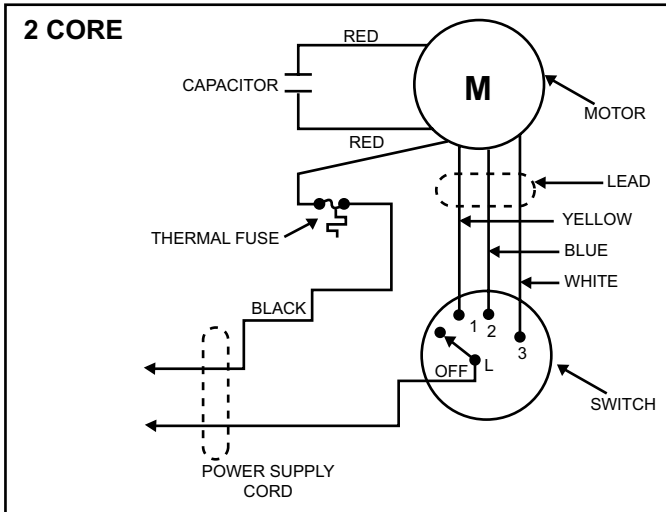 2 CORE
RED
CAPACITOR
M
MOTOR
RED
LEAD
THERMAL FUSE
YELLOW
BLUE
WHITE
BLACK
1 2
3
OFF L
SWITCH
POWER SUPPLY
CORD